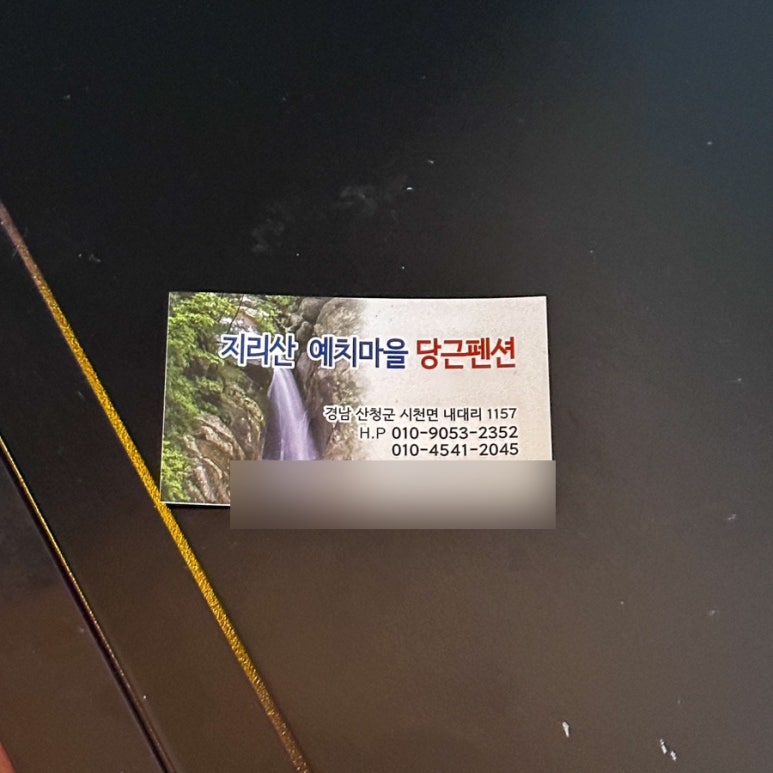 지리산 예치마을 당근펜션
경남 산청군 시천면 내대리 1157
H.P 010-9053-2352
010-4541-2045